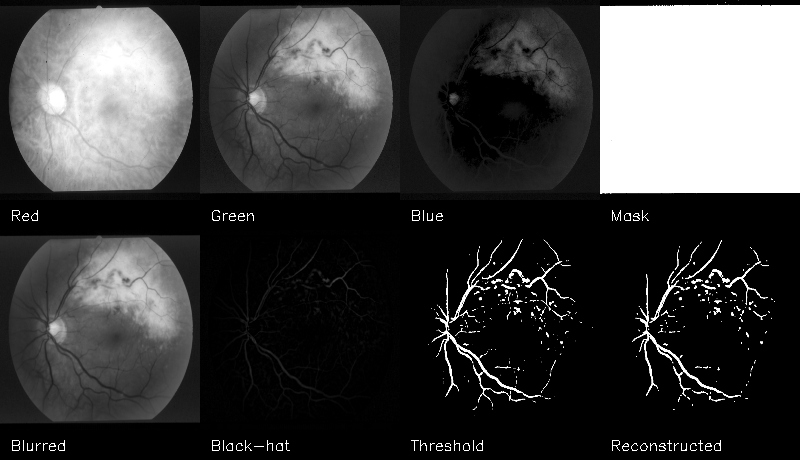 Red
Green
Blue
Mask
Blurred
Black-hat
Threshold
Reconstructed